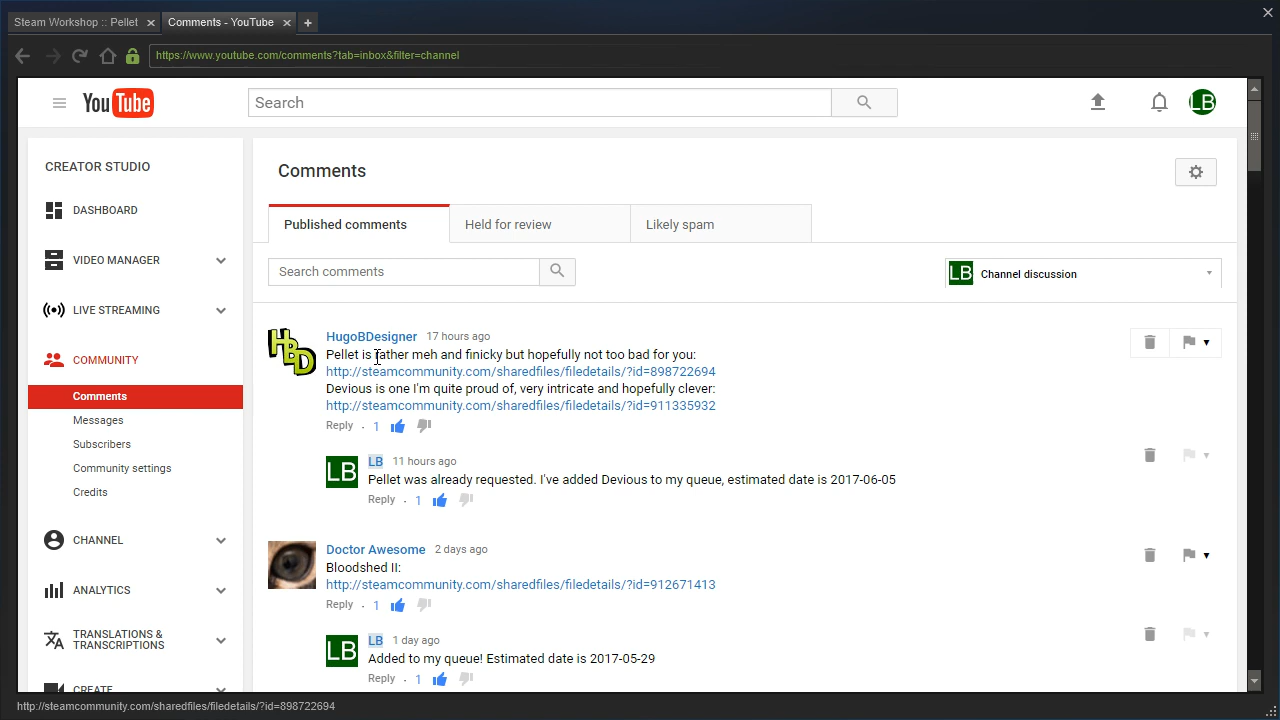 Steam Workshop :: Pellet
Comments - YouTube
https://www.youtube.com/comments?tab=inbox&filter=channel
YouTube
Search
LB
CREATOR STUDIO
DASHBOARD
VIDEO MANAGER
LIVE STREAMING
COMMUNITY
Comments
Messages
Subscribers
Community settings
Credits
CHANNEL
ANALYTICS
TRANSLATIONS &
TRANSCRIPTIONS
CREATE
Comments
Published comments
Held for review
Likely spam
Search comments
LB Channel discussion
HBD
HugoBDesigner 17 hours ago
Pellet is rather meh and finicky but hopefully not too bad for you:
http://steamcommunity.com/sharedfiles/filedetails/?id=898722694
Devious is one I'm quite proud of, very intricate and hopefully clever:
http://steamcommunity.com/sharedfiles/filedetails/?id=911335932
Reply · 1
LB
LB 11 hours ago
Pellet was already requested. I've added Devious to my queue, estimated date is 2017-06-05
Reply · 1
Doctor Awesome 2 days ago
Bloodshed II:
http://steamcommunity.com/sharedfiles/filedetails/?id=912671413
Reply · 1
LB
LB 1 day ago
Added to my queue! Estimated date is 2017-05-29
Reply · 1
http://steamcommunity.com/sharedfiles/filedetails/?id=898722694